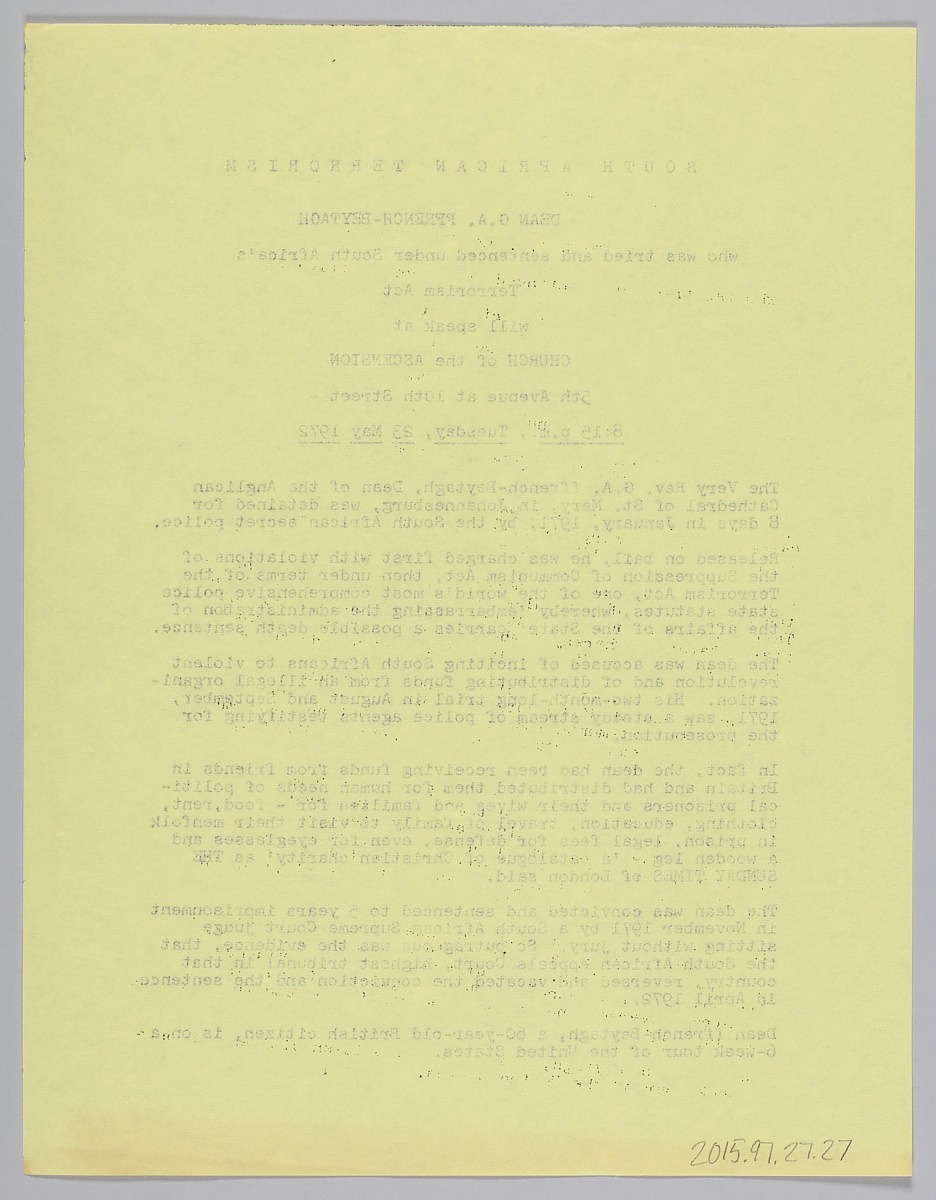 SOUTH AFRICAN TERRORISM
DEAN G.A. FFRENCH-BEYTAGH
who was tried and sentenced under South Africa's
Terrorism Act
will speak at
CHURCH of the ASCENSION
5th Avenue at 10th Street -
8:15 p.m., Tuesday, 23 May 1972
The Very Rev. G.A. ffrench-Beytagh, Dean of the Anglican
Cathedral of St. Mary, in Johannesburg, was detained for
8 days in January, 1971, by the South African secret police.
Released on bail, he was charged first with violations of
the Suppression of Communism Act, then under terms of the
Terrorism Act, one of the world's most comprehensive police
state statutes, whereby 'embarrassing the administration of
the affairs of the State' carries a possible death sentence.
The dean was accused of inciting South Africans to violent
revolution and of distributing funds from an illegal organi-
zation. His two-month-long trial in August and September,
1971, saw a steady stream of police agents testifying for
the prosecution.
In fact, the dean had been receiving funds from friends in
Britain and had distributed them for human needs of politi-
cal prisoners and their wives and families for - food, rent,
clothing, education, travel of family to visit their menfolk
in prison, legal fees for defense, even for eyeglasses and
a wooden leg - 'a catalogue of Christian charity' as THE
SUNDAY TIMES of London said.
The dean was convicted and sentenced to 5 years imprisonment
in November 1971 by a South African Supreme Court judge
sitting without jury. So outrageous was the evidence, that
the South African Appeals Court, highest tribunal in that
country, reversed and vacated the conviction and the sentence
in April 1972.
Dean ffrench-Beytagh, a 60-year-old British citizen, is on a
6-week tour of the United States.
2015.97.27.27